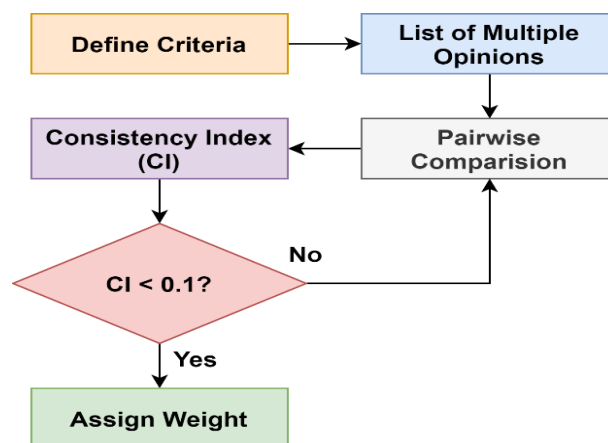 Define Criteria
List of Multiple
Opinions
Consistency Index
(CI)
Pairwise
Comparision
CI < 0.1?
No
Yes
Assign Weight